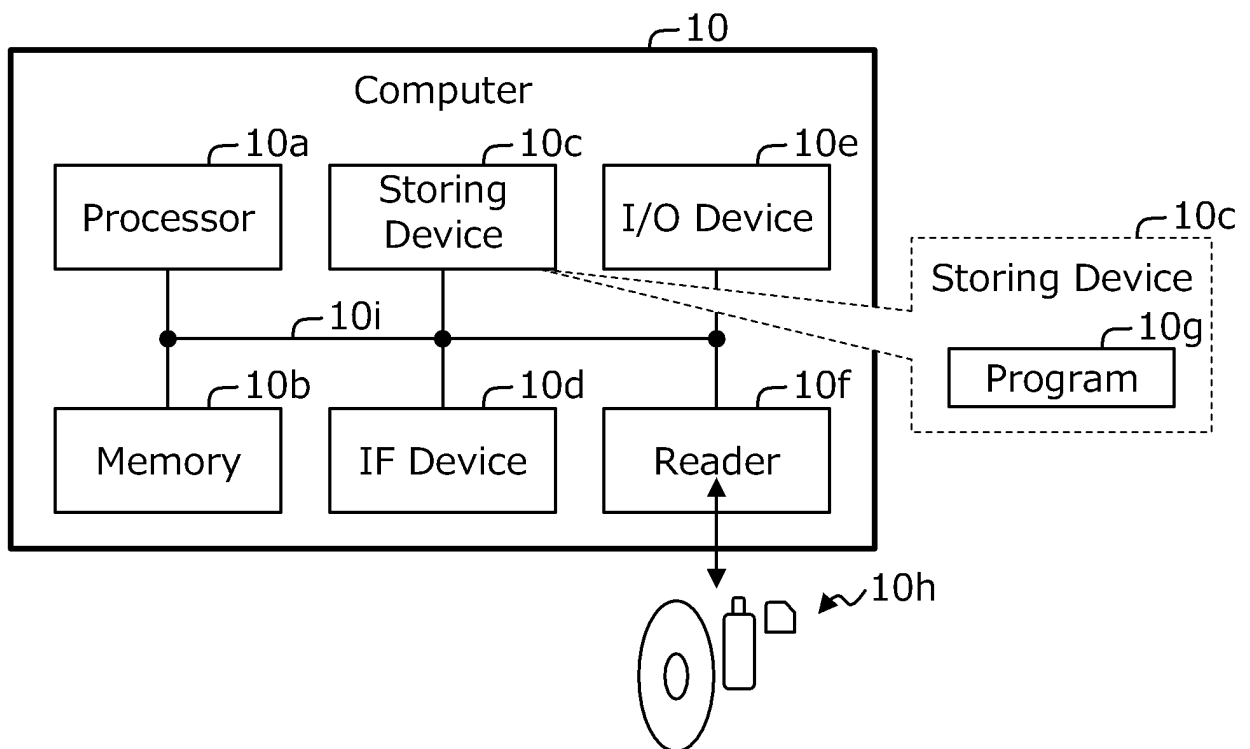 10
Computer
10a
10c
10e
Processor
Storing
Device
I/O Device
10c
Storing Device
10i
10g
Program
10b
10d
10f
Memory
IF Device
Reader
10h